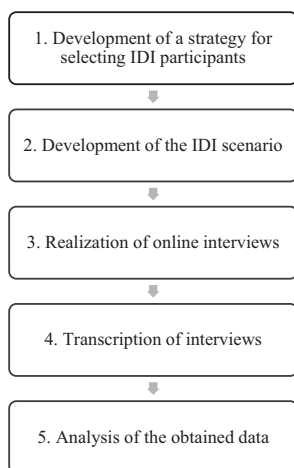 1. Development of a strategy for
selecting IDI participants
2. Development of the IDI scenario
3. Realization of online interviews
4. Transcription of interviews
5. Analysis of the obtained data